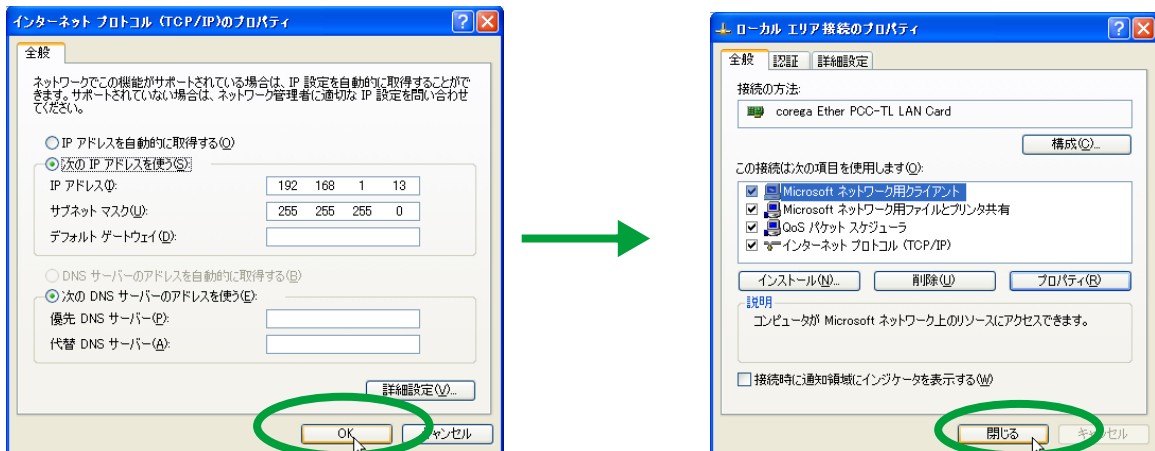 インターネット プロトコル (TCP/IP)のプロパティ
全般
ネットワークでこの機能がサポートされている場合は、IP 設定を自動的に取得することがで
きます。サポートされていない場合は、ネットワーク管理者に適切な IP 設定を問い合わせ
てください。
IP アドレスを自動的に取得する(O)
次の IP アドレスを使う(S):
IP アドレス(I): 192 168 1 13
サブネット マスク(U): 255 255 255 0
デフォルト ゲートウェイ(D):
DNS サーバーのアドレスを自動的に取得する(B)
次の DNS サーバーのアドレスを使う(E):
優先 DNS サーバー(P):
代替 DNS サーバー(A):
詳細設定(V)...
OK キャンセル
ローカル エリア接続のプロパティ
全般 認証 詳細設定
接続の方法:
corega Ether PCC-TL LAN Card
構成(C)...
この接続は次の項目を使用します(O):
Microsoft ネットワーク用クライアント
Microsoft ネットワーク用ファイルとプリンタ共有
QoS パケット スケジューラ
インターネット プロトコル (TCP/IP)
インストール(N)... 削除(U) プロパティ(R)
説明
コンピュータが Microsoft ネットワーク上のリソースにアクセスできます。
接続時に通知領域にインジケータを表示する(W)
閉じる キャンセル